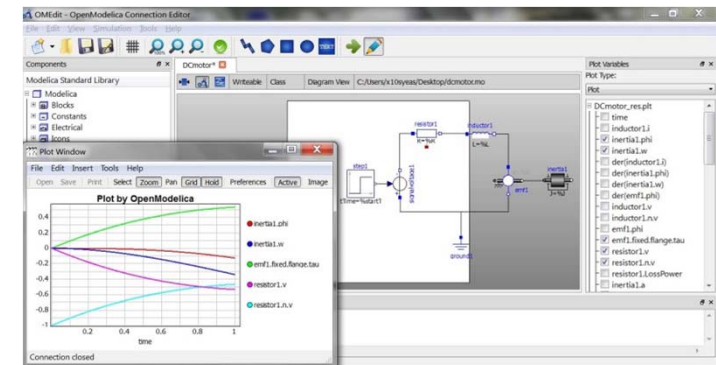 OMEdit - OpenModelica Connection Editor
File Edit View Simulation Tools Help
Components
DCmotor*
Plot Variables
Modelica Standard Library
Writeable Class Diagram View C:/Users/x10syeas/Desktop/dcmotor.mo
Plot Type:
Plot
Modelica
Blocks
Constants
Electrical
Icons
DCmotor_res.plt
time
inductor1.i
inertia1.phi
inertia1.w
der(inductor1.i)
der(inertia1.phi)
der(inertia1.w)
der(emf1.phi)
inductor1.v
inductor1.n.v
emf1.phi
emf1.fixed.flange.tau
resistor1.v
resistor1.n.v
resistor1.LossPower
inertia1.a
resistor1
inductor1
L=%L
step1
signalvoltage1
emf1
inertia1
J=%J
ground1
Plot Window
File Edit Insert Tools Help
Open Save Print Select Zoom Pan Grid Hold Preferences Active Image
Plot by OpenModelica
0.4
0.2
0
-0.2
-0.4
-0.6
-0.8
-1
0.2 0.4 0.6 0.8 1
time
inertia1.phi
inertia1.w
emf1.fixed.flange.tau
resistor1.v
resistor1.n.v
Connection closed